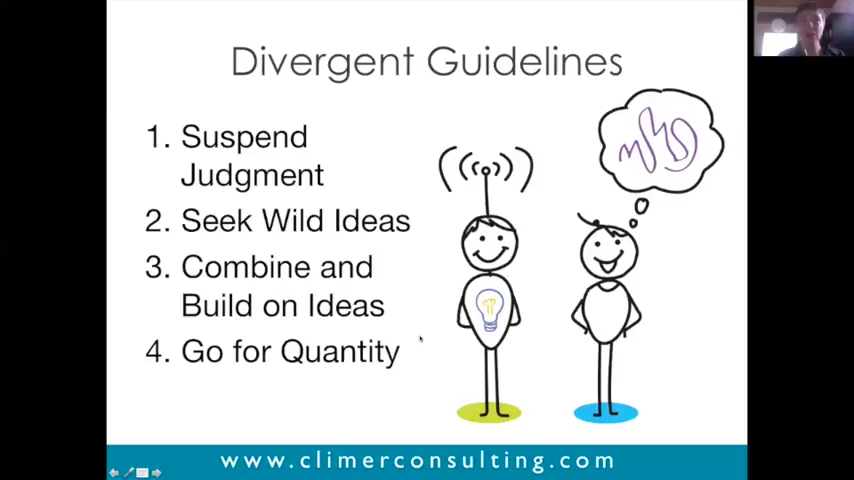 Divergent Guidelines
1. Suspend
Judgment
2. Seek Wild Ideas
3. Combine and
Build on Ideas
4. Go for Quantity
www.climerconsulting.com